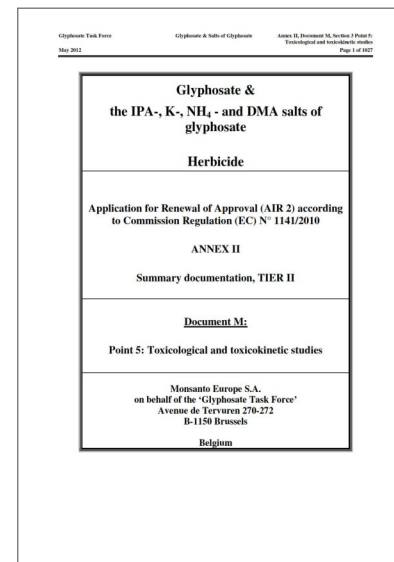 Glyphosate Task Force Glyphosate & Salts of Glyphosate Annex II, Document M, Section 3 Point 5:
Toxicological and toxicokinetic studies
May 2012 Page 1 of 1027
Glyphosate &
the IPA-, K-, NH4 - and DMA salts of
glyphosate
Herbicide
Application for Renewal of Approval (AIR 2) according
to Commission Regulation (EC) N° 1141/2010
ANNEX II
Summary documentation, TIER II
Document M:
Point 5: Toxicological and toxicokinetic studies
Monsanto Europe S.A.
on behalf of the ‘Glyphosate Task Force’
Avenue de Tervuren 270-272
B-1150 Brussels
Belgium